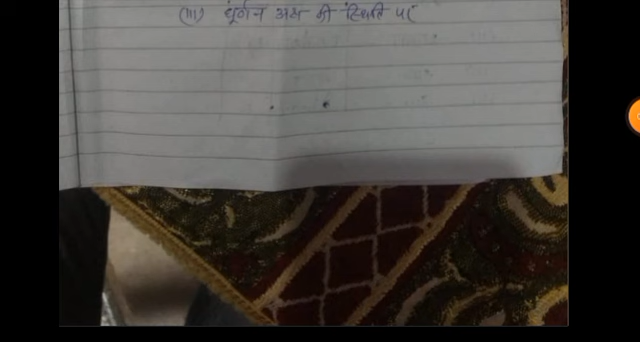 (iii) घूर्णन अक्ष की स्थिति पर